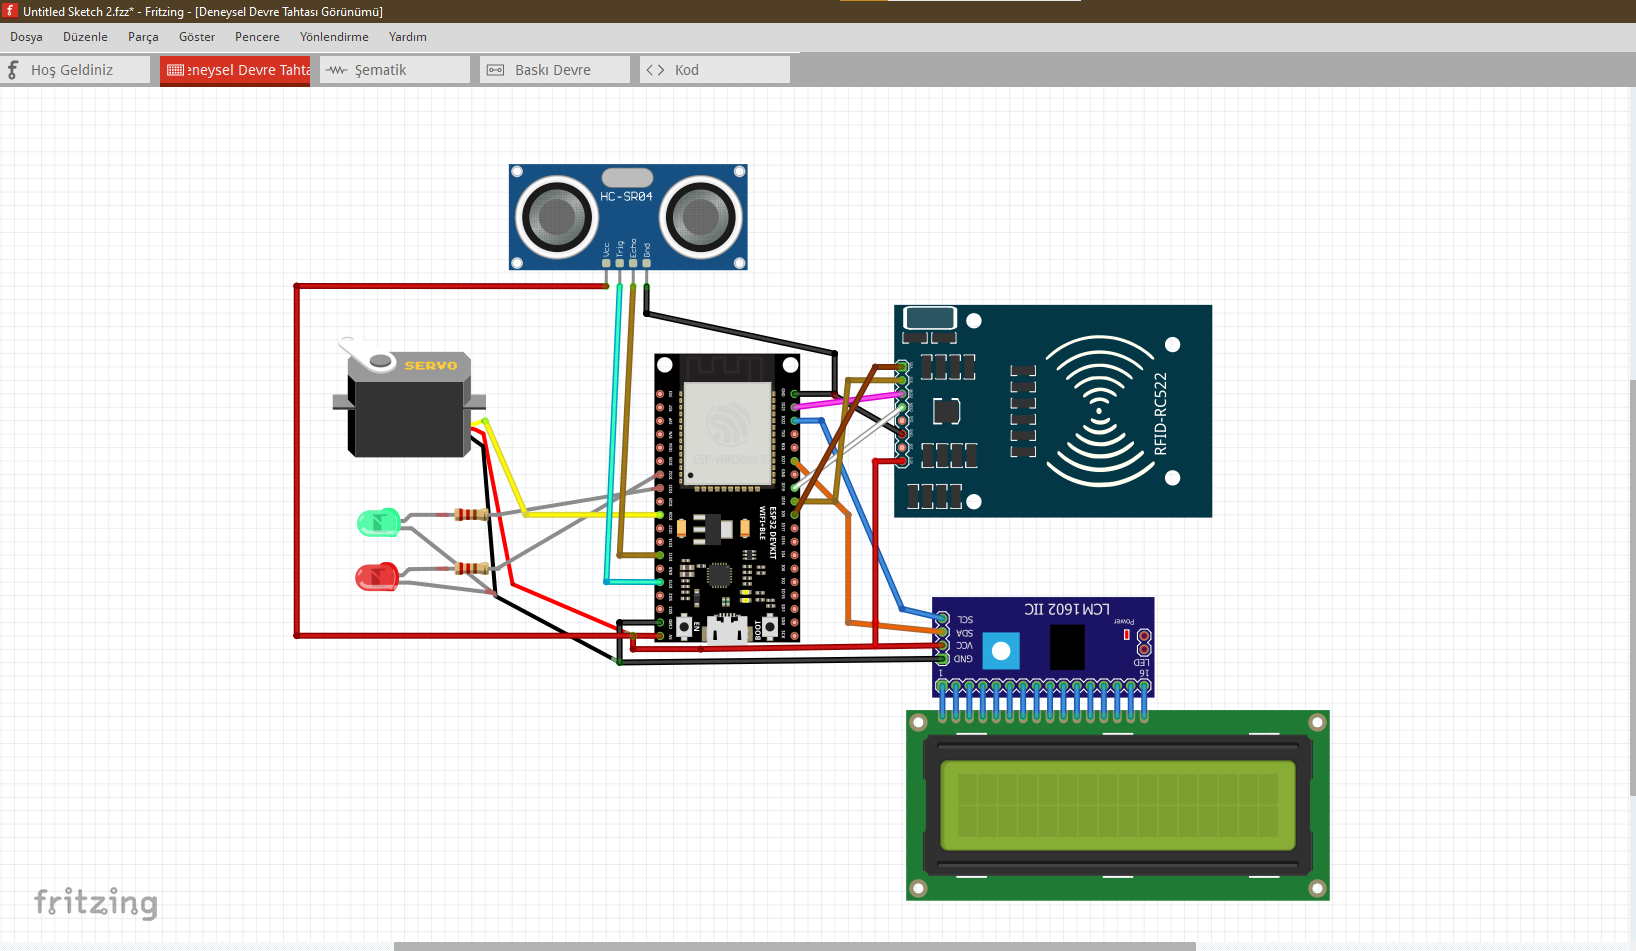 Untitled Sketch 2.fzz* - Fritzing - [Deneysel Devre Tahtası Görünümü]
Dosya Düzenle Parça Göster Pencere Yönlendirme Yardım
Hoş Geldiniz
eneysel Devre Tahta
Şematik
Baskı Devre
Kod
HC-SR04
Vcc
Trig
Echo
Gnd
SERVO
ESP-WROOM-32
ESP32 DEVKIT
WIFI+BLE
EN
BOOT
RFID-RC522
LCM1602 IIC
SCL
SDA
VCC
GND
Power
LED
1
16
fritzing